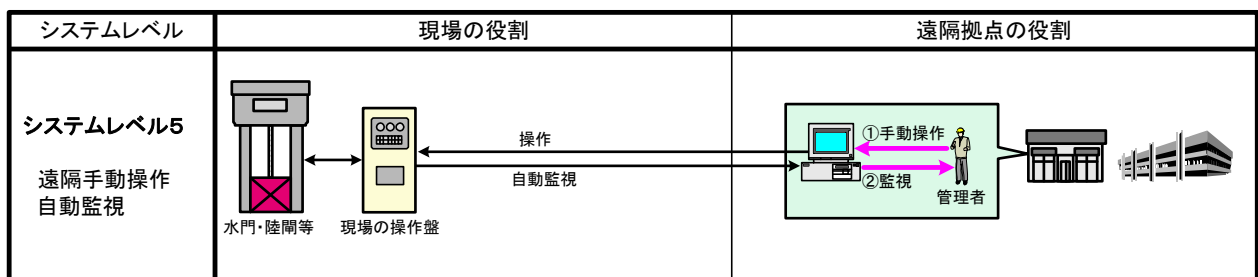 システムレベル
現場の役割
遠隔拠点の役割
システムレベル5
遠隔手動操作
自動監視
水門・陸閘等
現場の操作盤
操作
自動監視
①手動操作
②監視
管理者